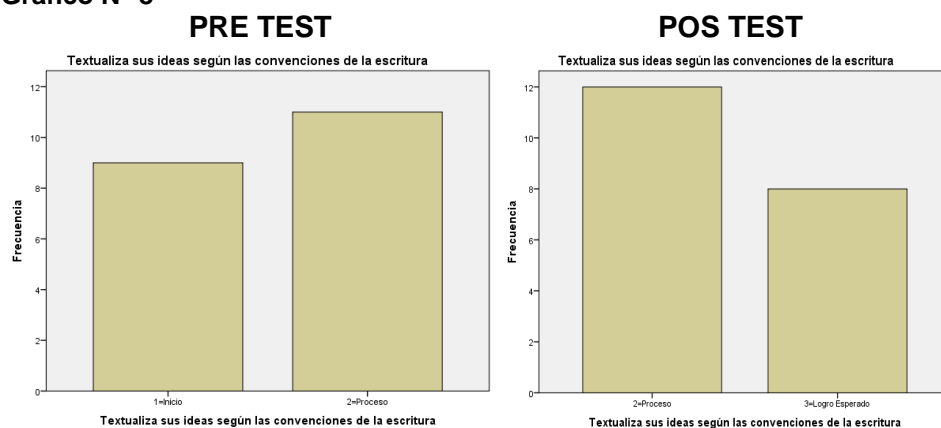 PRE TEST
Textualiza sus ideas según las convenciones de la escritura
Frecuencia
12
10
8
6
4
2
0
1=Inicio
2=Proceso
Textualiza sus ideas según las convenciones de la escritura
POS TEST
Textualiza sus ideas según las convenciones de la escritura
Frecuencia
12
10
8
6
4
2
0
2=Proceso
3=Logro Esperado
Textualiza sus ideas según las convenciones de la escritura